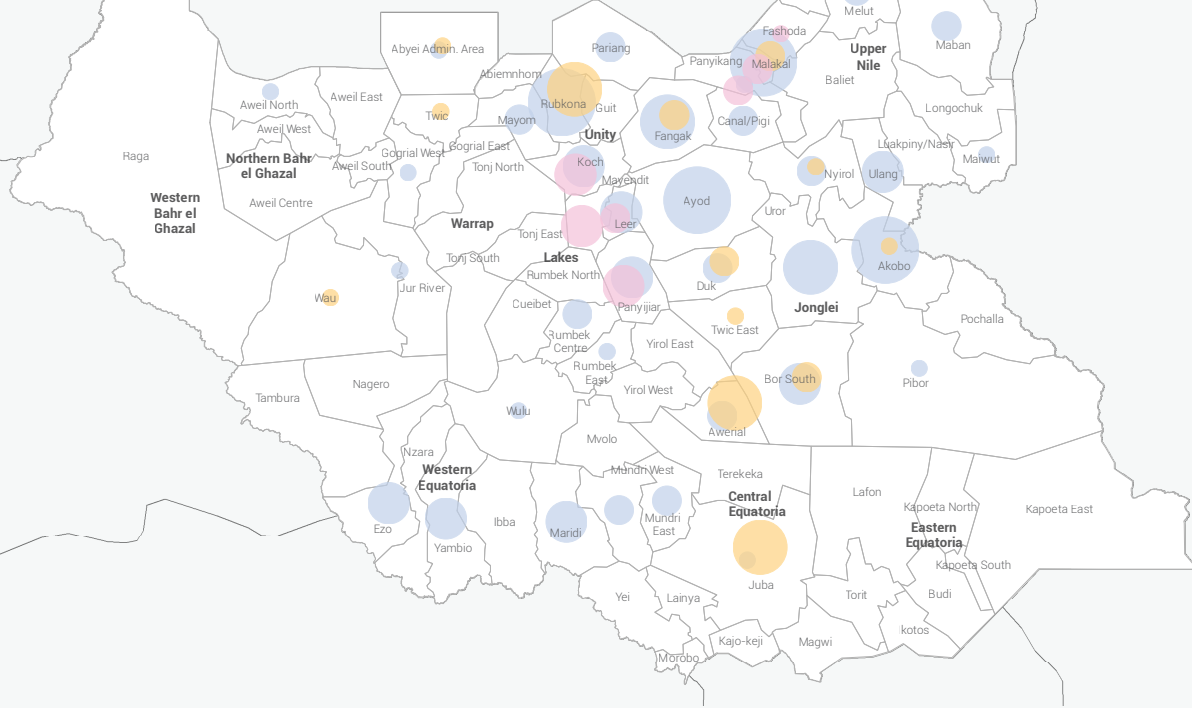 Melut
Fashoda
Maban
Abyei Admin. Area
Pariang
Panyikang
Upper
Nile
Malakal
Abiemnhom
Baliet
Aweil East
Aweil North
Rubkona
Guit
Longochuk
Twic
Mayom
Canal/Pigi
Aweil West
Unity
Fangak
Raga
Northern Bahr
el Ghazal
Gogrial West
Gogrial East
Luakpiny/Nasir
Aweil South
Tonj North
Koch
Maiwut
Mayendit
Nyirol
Ulang
Western
Bahr el
Ghazal
Aweil Centre
Ayod
Uror
Warrap
Leer
Tonj East
Tonj South
Lakes
Akobo
Rumbek North
Jur River
Duk
Wau
Cueibet
Panyijiar
Jonglei
Pochalla
Twic East
Rumbek
Centre
Yirol East
Rumbek
East
Bor South
Pibor
Nagero
Tambura
Yirol West
Wulu
Awerial
Mvolo
Nzara
Western
Equatoria
Mundri West
Terekeka
Lafon
Central
Equatoria
Kapoeta North
Kapoeta East
Ezo
Ibba
Maridi
Mundri
East
Eastern
Equatoria
Yambio
Kapoeta South
Juba
Yei
Lainya
Torit
Budi
Ikotos
Kajo-keji
Magwi
Morobo